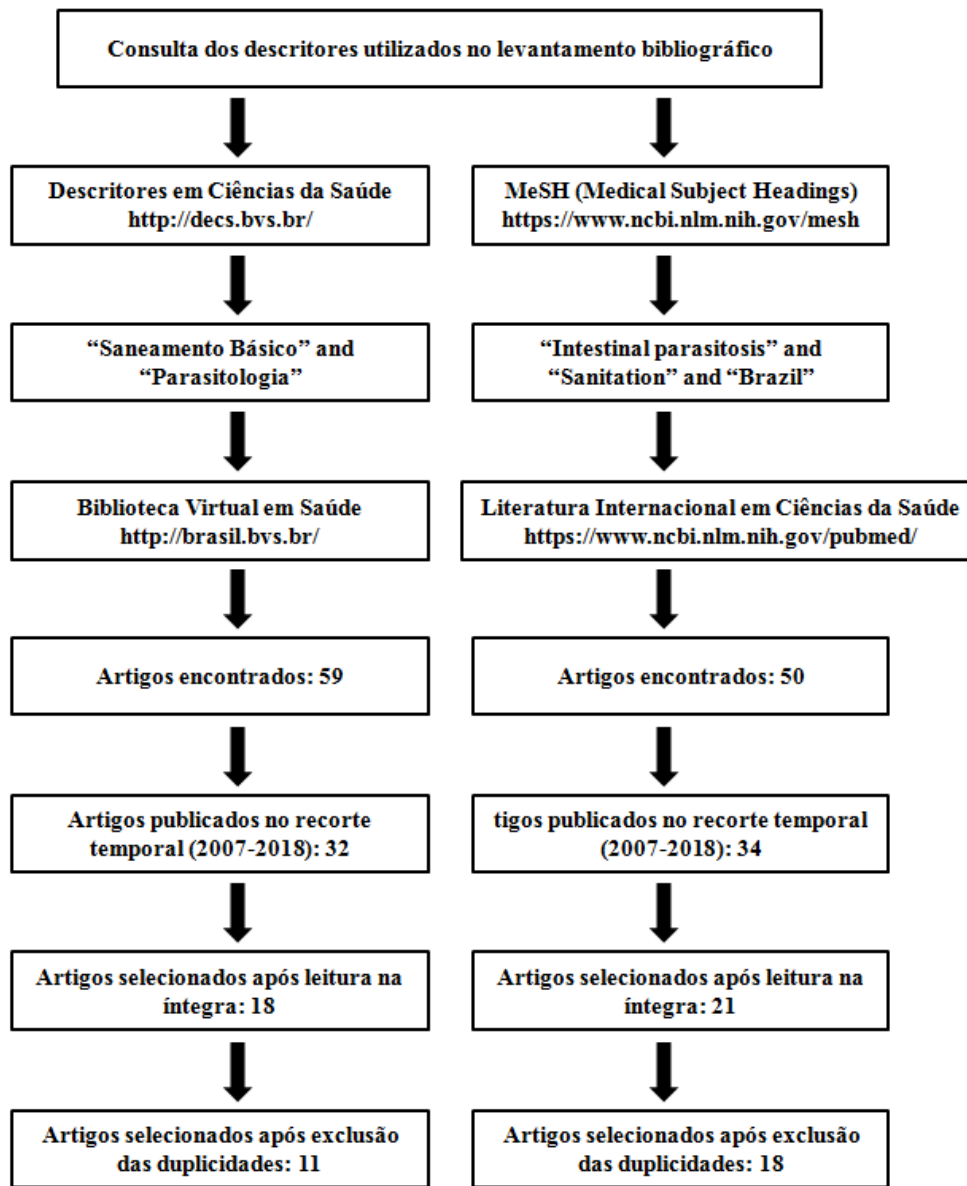 Consulta dos descritores utilizados no levantamento bibliográfico
Descritores em Ciências da Saúde
http://decs.bvs.br/
MeSH (Medical Subject Headings)
https://www.ncbi.nlm.nih.gov/mesh
“Saneamento Básico” and
“Parasitologia”
“Intestinal parasitosis” and
“Sanitation” and “Brazil”
Biblioteca Virtual em Saúde
http://brasil.bvs.br/
Literatura Internacional em Ciências da Saúde
https://www.ncbi.nlm.nih.gov/pubmed/
Artigos encontrados: 59
Artigos encontrados: 50
Artigos publicados no recorte
temporal (2007-2018): 32
tigos publicados no recorte temporal
(2007-2018): 34
Artigos selecionados após leitura na
íntegra: 18
Artigos selecionados após leitura na
íntegra: 21
Artigos selecionados após exclusão
das duplicidades: 11
Artigos selecionados após exclusão
das duplicidades: 18